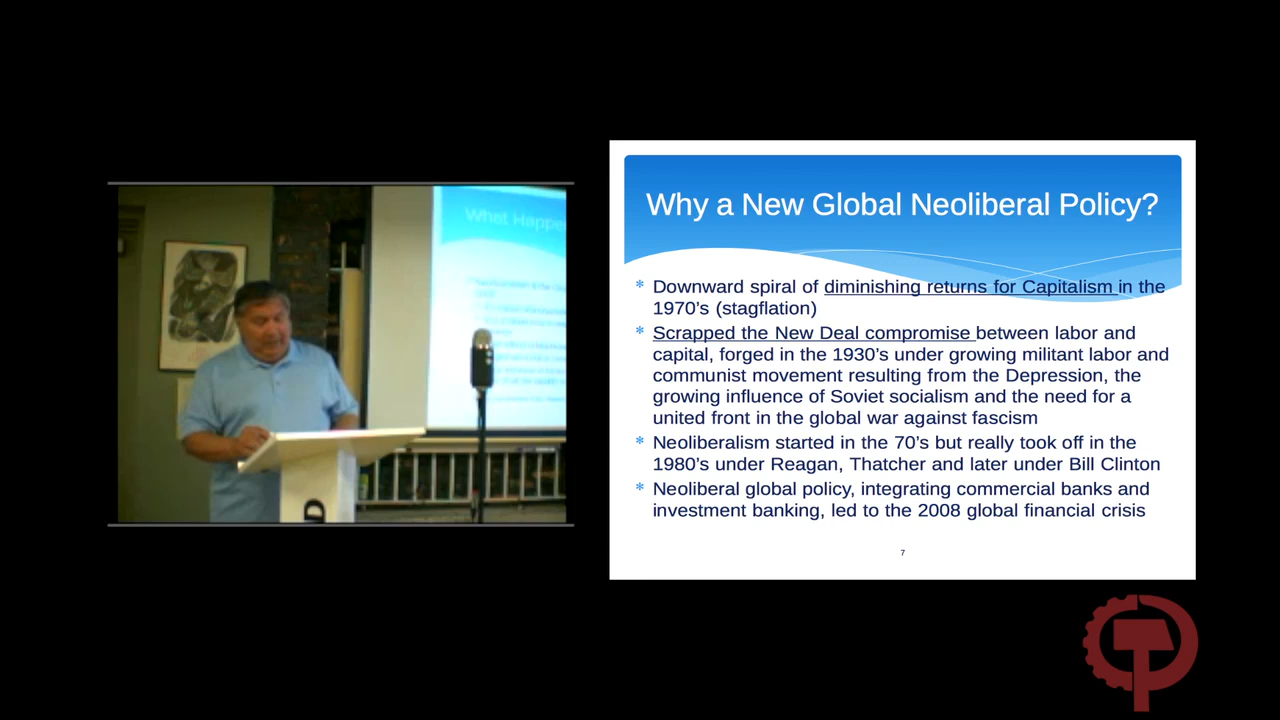 What Happe
Why a New Global Neoliberal Policy?
* Downward spiral of diminishing returns for Capitalism in the
1970's (stagflation)
* Scrapped the New Deal compromise between labor and
capital, forged in the 1930's under growing militant labor and
communist movement resulting from the Depression, the
growing influence of Soviet socialism and the need for a
united front in the global war against fascism
* Neoliberalism started in the 70's but really took off in the
1980's under Reagan, Thatcher and later under Bill Clinton
* Neoliberal global policy, integrating commercial banks and
investment banking, led to the 2008 global financial crisis
7